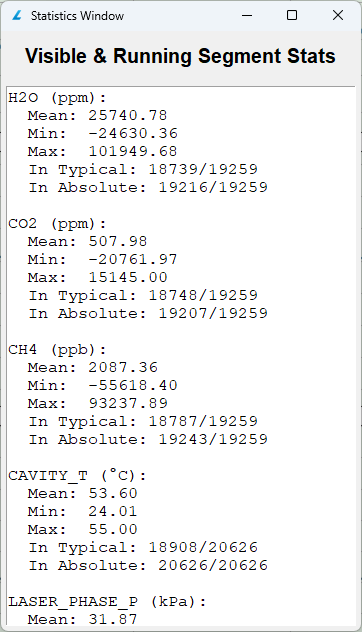 Statistics Window
Visible & Running Segment Stats
H2O (ppm):
Mean: 25740.78
Min: -24630.36
Max: 101949.68
In Typical: 18739/19259
In Absolute: 19216/19259
CO2 (ppm):
Mean: 507.98
Min: -20761.97
Max: 15145.00
In Typical: 18748/19259
In Absolute: 19207/19259
CH4 (ppb):
Mean: 2087.36
Min: -55618.40
Max: 93237.89
In Typical: 18787/19259
In Absolute: 19243/19259
CAVITY_T (°C):
Mean: 53.60
Min: 24.01
Max: 55.00
In Typical: 18908/20626
In Absolute: 20626/20626
LASER_PHASE_P (kPa):
Mean: 31.87